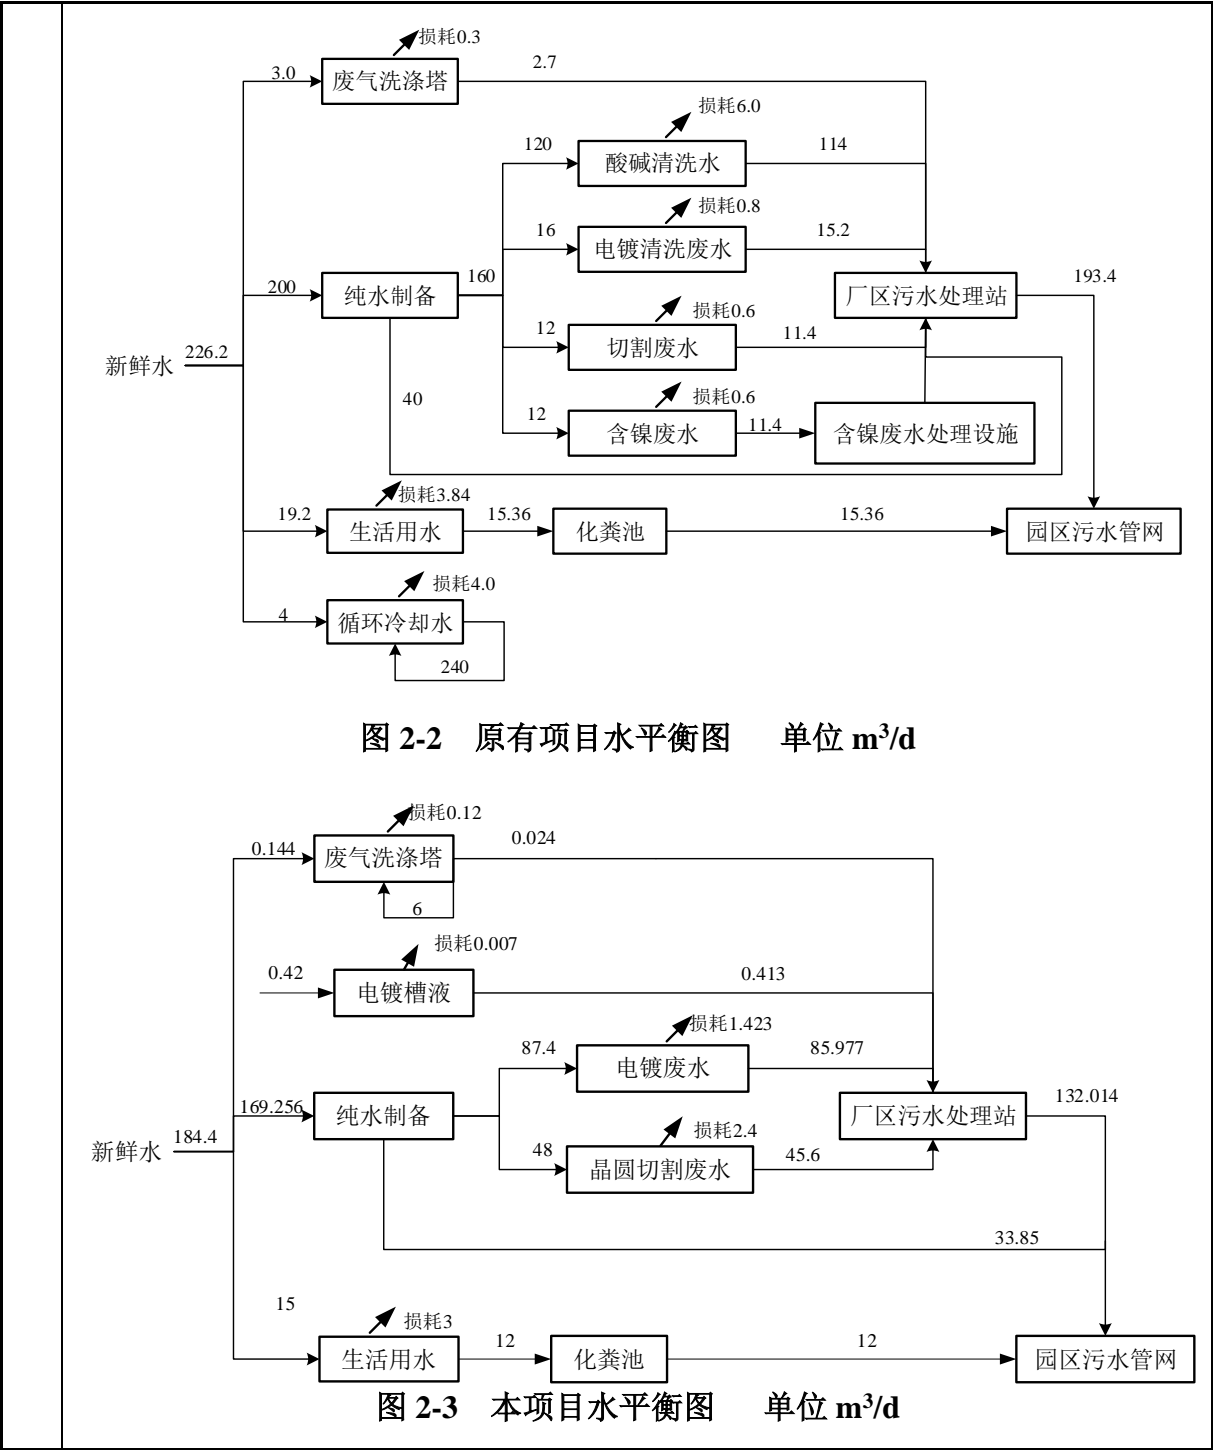 损耗0.3
3.0
废气洗涤塔
2.7
损耗6.0
120
酸碱清洗水
114
损耗0.8
16
电镀清洗废水
15.2
200
纯水制备
160
厂区污水处理站
193.4
损耗0.6
12
切割废水
11.4
新鲜水
226.2
40
损耗0.6
12
含镍废水
11.4
含镍废水处理设施
损耗3.84
19.2
生活用水
15.36
化粪池
15.36
园区污水管网
损耗4.0
4
循环冷却水
240
图 2-2 原有项目水平衡图 单位 m³/d
损耗0.12
0.144
废气洗涤塔
0.024
6
损耗0.007
0.42
电镀槽液
0.413
损耗1.423
87.4
电镀废水
85.977
169.256
纯水制备
厂区污水处理站
132.014
新鲜水
184.4
损耗2.4
48
晶圆切割废水
45.6
33.85
15
损耗3
生活用水
12
化粪池
12
园区污水管网
图 2-3 本项目水平衡图 单位 m³/d